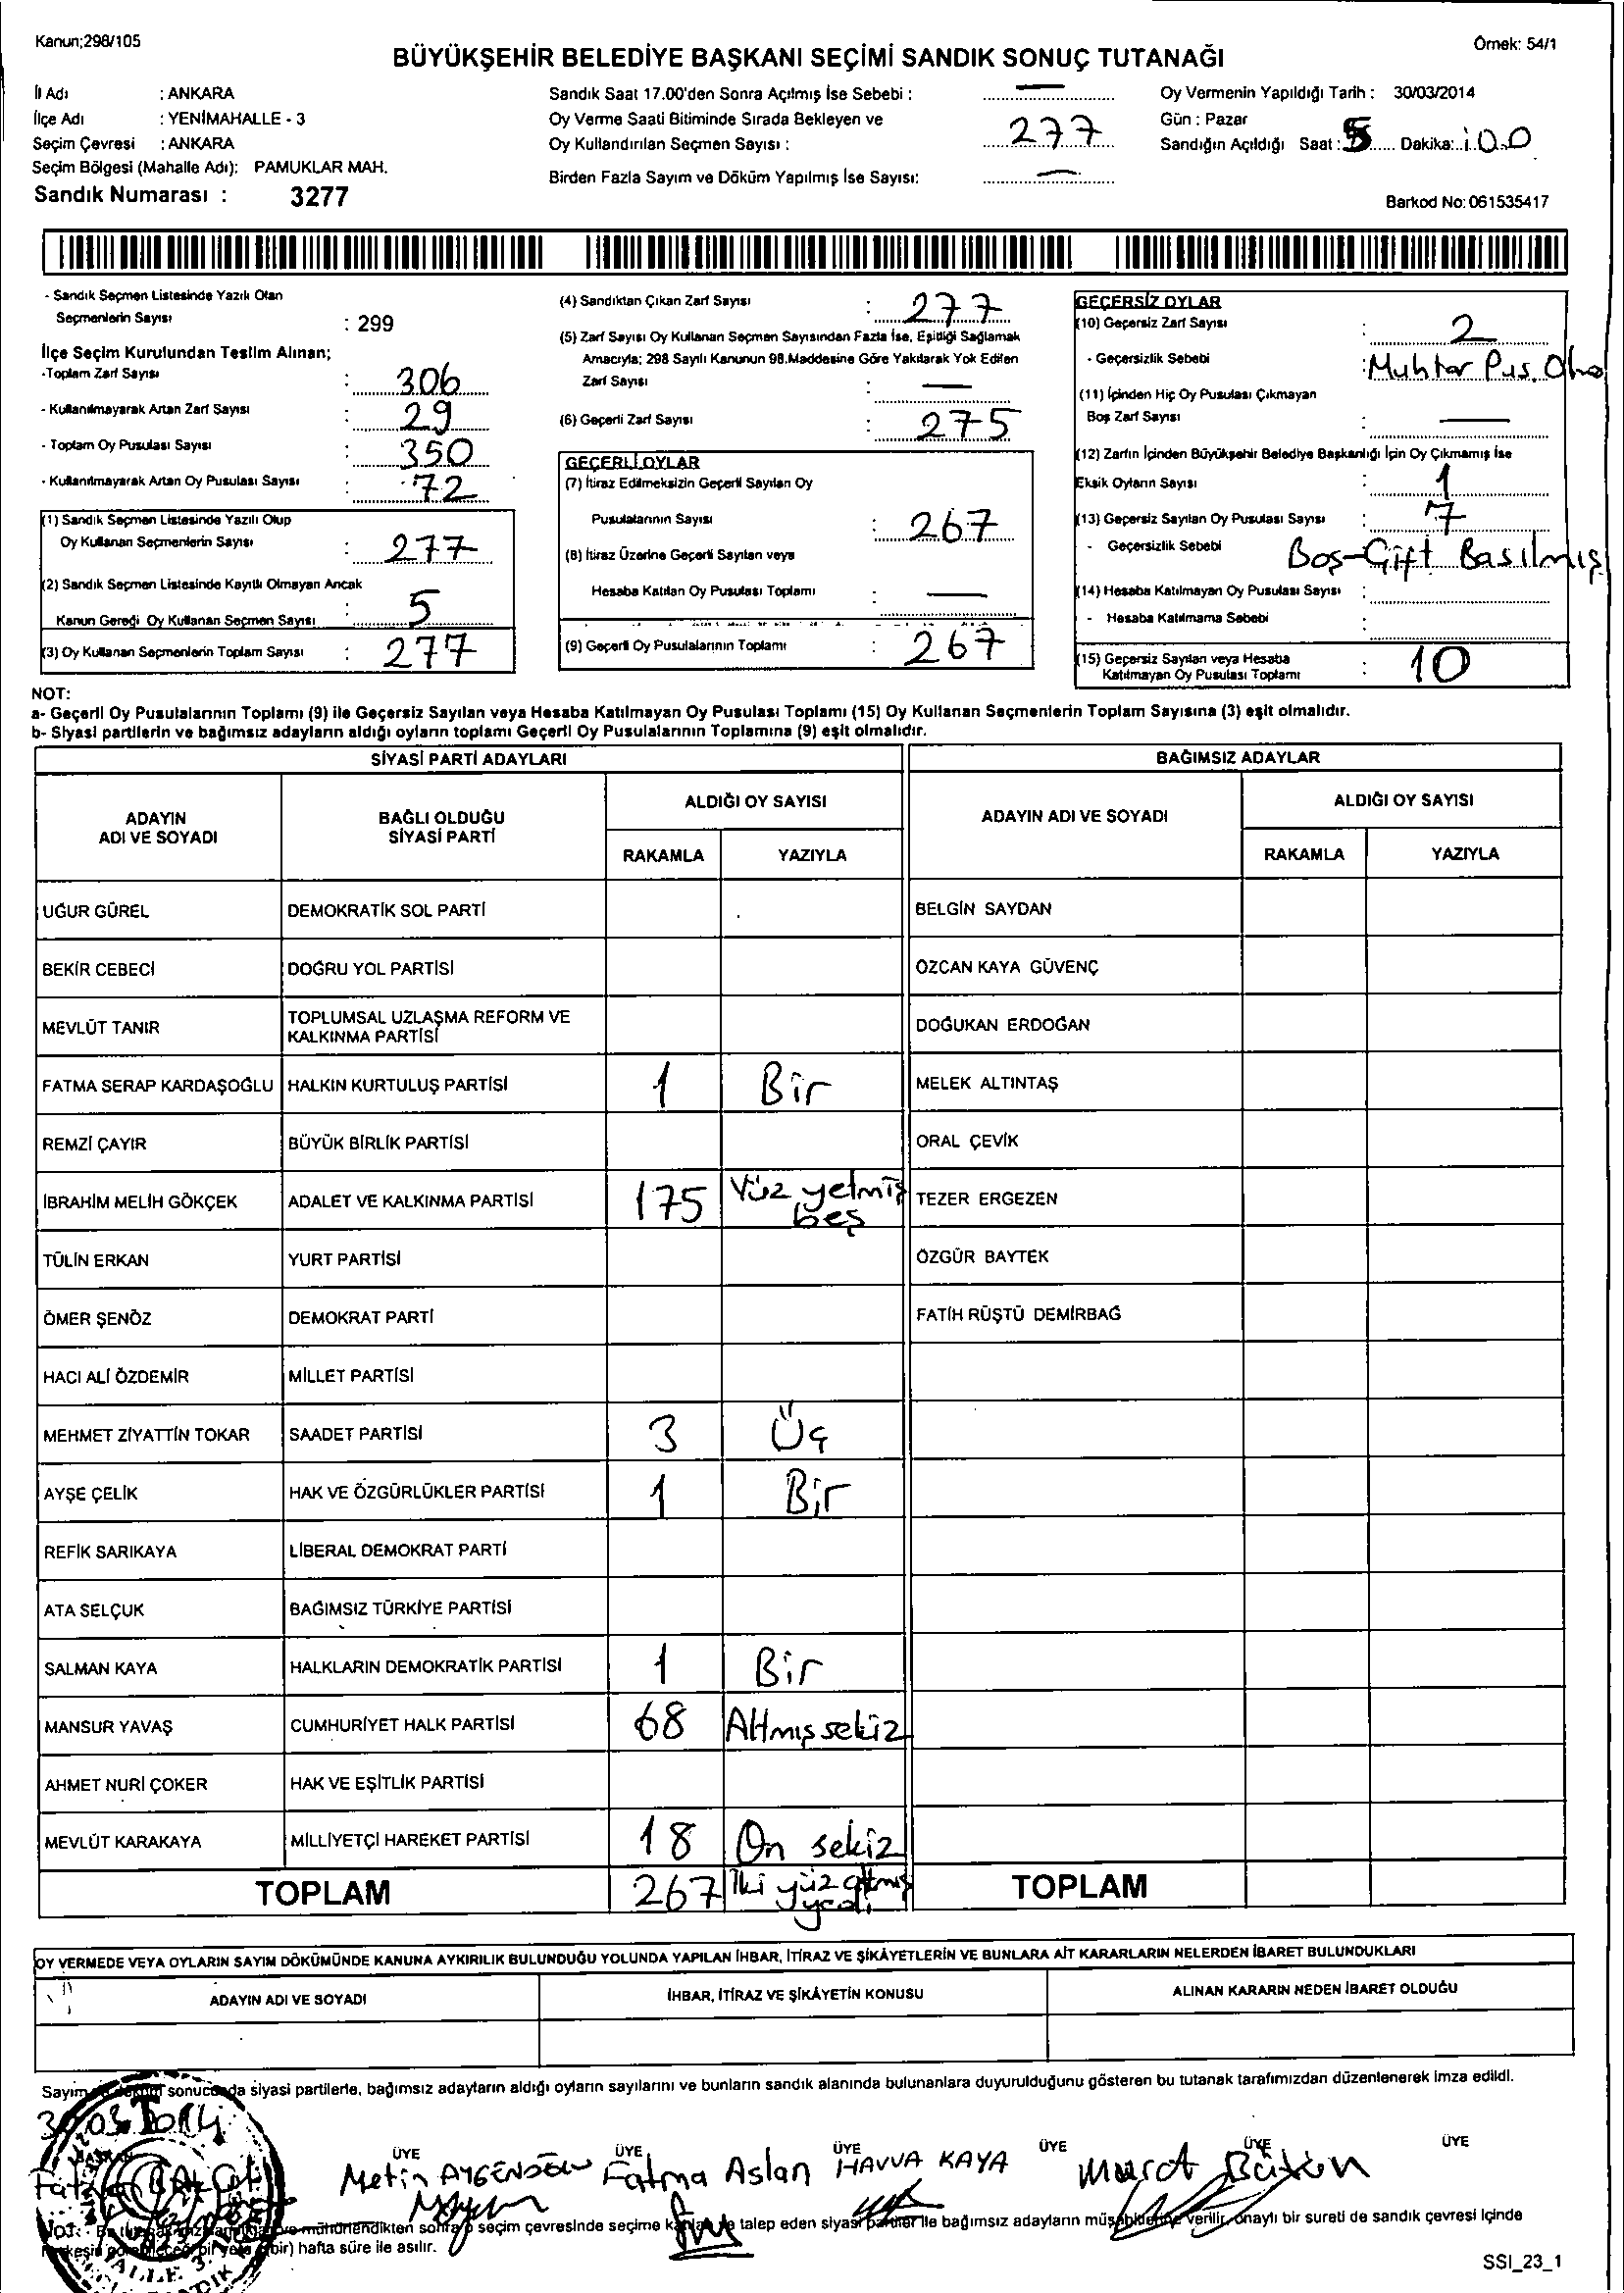 Kanun;298/105
Örnek: 54/1
BÜYÜKŞEHİR BELEDİYE BAŞKANI SEÇİMİ SANDIK SONUÇ TUTANAĞI
İl Adı : ANKARA
İlçe Adı : YENİMAHALLE - 3
Seçim Çevresi : ANKARA
Seçim Bölgesi (Mahalle Adı): PAMUKLAR MAH.
Sandık Numarası : 3277
Sandık Saat 17.00'den Sonra Açılmış İse Sebebi : —
Oy Verme Saati Bitiminde Sırada Bekleyen ve
Oy Kullandırılan Seçmen Sayısı : 277
Birden Fazla Sayım ve Döküm Yapılmış İse Sayısı: —
Oy Vermenin Yapıldığı Tarih : 30/03/2014
Gün : Pazar
Sandığın Açıldığı Saat : 5 Dakika: : 00
Barkod No: 061535417
- Sandık Seçmen Listesinde Yazılı Olan
Seçmenlerin Sayısı : 299
İlçe Seçim Kurulundan Teslim Alınan;
-Toplam Zarf Sayısı : 306
- Kullanılmayarak Artan Zarf Sayısı : 29
- Toplam Oy Pusulası Sayısı : 350
- Kullanılmayarak Artan Oy Pusulası Sayısı : 72
(1) Sandık Seçmen Listesinde Yazılı Olup
Oy Kullanan Seçmenlerin Sayısı : 277
(2) Sandık Seçmen Listesinde Kayıtlı Olmayan Ancak
Kanun Gereği Oy Kullanan Seçmen Sayısı : 5
(3) Oy Kullanan Seçmenlerin Toplam Sayısı : 277
(4) Sandıktan Çıkan Zarf Sayısı : 277
(5) Zarf Sayısı Oy Kullanan Seçmen Sayısından Fazla İse, Eşitliği Sağlamak
Amacıyla; 298 Sayılı Kanunun 98.Maddesine Göre Yakılarak Yok Edilen
Zarf Sayısı : —
(6) Geçerli Zarf Sayısı : 275
GEÇERLİ OYLAR
(7) İtiraz Edilmeksizin Geçerli Sayılan Oy
Pusulalarının Sayısı : 267
(8) İtiraz Üzerine Geçerli Sayılan veya
Hesaba Katılan Oy Pusulası Toplamı : —
(9) Geçerli Oy Pusulalarının Toplamı : 267
GEÇERSİZ OYLAR
(10) Geçersiz Zarf Sayısı : 2
- Geçersizlik Sebebi : Muhtar Pus.
(11) İçinden Hiç Oy Pusulası Çıkmayan
Boş Zarf Sayısı : —
(12) Zarfın İçinden Büyükşehir Belediye Başkanlığı İçin Oy Çıkmamış İse
Eksik Oyların Sayısı : 1
(13) Geçersiz Sayılan Oy Pusulası Sayısı : 7
- Geçersizlik Sebebi Boş-Çift Basılmış
(14) Hesaba Katılmayan Oy Pusulası Sayısı :
- Hesaba Katılmama Sebebi :
(15) Geçersiz Sayılan veya Hesaba
Katılmayan Oy Pusulası Toplamı : 10
NOT:
a- Geçerli Oy Pusulalarının Toplamı (9) ile Geçersiz Sayılan veya Hesaba Katılmayan Oy Pusulası Toplamı (15) Oy Kullanan Seçmenlerin Toplam Sayısına (3) eşit olmalıdır.
b- Siyasi partilerin ve bağımsız adayların aldığı oyların toplamı Geçerli Oy Pusulalarının Toplamına (9) eşit olmalıdır.
SİYASİ PARTİ ADAYLARI BAĞIMSIZ ADAYLAR
ADAYIN ADI VE SOYADI
BAĞLI OLDUĞU SİYASİ PARTİ
ALDIĞI OY SAYISI
RAKAMLA YAZIYLA
ADAYIN ADI VE SOYADI
ALDIĞI OY SAYISI
RAKAMLA YAZIYLA
UĞUR GÜREL DEMOKRATİK SOL PARTİ BELGİN SAYDAN
BEKİR CEBECİ DOĞRU YOL PARTİSİ ÖZCAN KAYA GÜVENÇ
MEVLÜT TANIR TOPLUMSAL UZLAŞMA REFORM VE KALKINMA PARTİSİ DOĞUKAN ERDOĞAN
FATMA SERAP KARDAŞOĞLU HALKIN KURTULUŞ PARTİSİ 1 Bir MELEK ALTINTAŞ
REMZİ ÇAYIR BÜYÜK BİRLİK PARTİSİ ORAL ÇEVİK
İBRAHİM MELİH GÖKÇEK ADALET VE KALKINMA PARTİSİ 175 Yüz yetmiş beş TEZER ERGEZEN
TÜLİN ERKAN YURT PARTİSİ ÖZGÜR BAYTEK
ÖMER ŞENÖZ DEMOKRAT PARTİ FATİH RÜŞTÜ DEMİRBAĞ
HACI ALİ ÖZDEMİR MİLLET PARTİSİ
MEHMET ZİYATTİN TOKAR SAADET PARTİSİ 3 Üç
AYŞE ÇELİK HAK VE ÖZGÜRLÜKLER PARTİSİ 1 Bir
REFİK SARIKAYA LİBERAL DEMOKRAT PARTİ
ATA SELÇUK BAĞIMSIZ TÜRKİYE PARTİSİ
SALMAN KAYA HALKLARIN DEMOKRATİK PARTİSİ 1 Bir
MANSUR YAVAŞ CUMHURİYET HALK PARTİSİ 68 Altmış sekiz
AHMET NURİ ÇOKER HAK VE EŞİTLİK PARTİSİ
MEVLÜT KARAKAYA MİLLİYETÇİ HAREKET PARTİSİ 18 On sekiz
TOPLAM 267 İki yüz altmış yedi TOPLAM
OY VERMEDE VEYA OYLARIN SAYIM DÖKÜMÜNDE KANUNA AYKIRILIK BULUNDUĞU YOLUNDA YAPILAN İHBAR, İTİRAZ VE ŞİKÂYETLERİN VE BUNLARA AİT KARARLARIN NELERDEN İBARET BULUNDUKLARI
ADAYIN ADI VE SOYADI İHBAR, İTİRAZ VE ŞİKÂYETİN KONUSU ALINAN KARARIN NEDEN İBARET OLDUĞU
Sayım sonucunda siyasi partilerle, bağımsız adayların aldığı oyların sayılarını ve bunların sandık alanında bulunanlara duyurulduğunu gösteren bu tutanak tarafımızdan düzenlenerek imza edildi.
30.03.2014
ÜYE ÜYE ÜYE ÜYE ÜYE ÜYE
Metin Fatma Aslan HAVVA KAYA Murat
mühürlendikten sonra seçim çevresinde seçime talep eden siyasi partiler ile bağımsız adayların verilir, onaylı bir sureti de sandık çevresi içinde
(bir) hafta süre ile asılır.
SSI_23_1